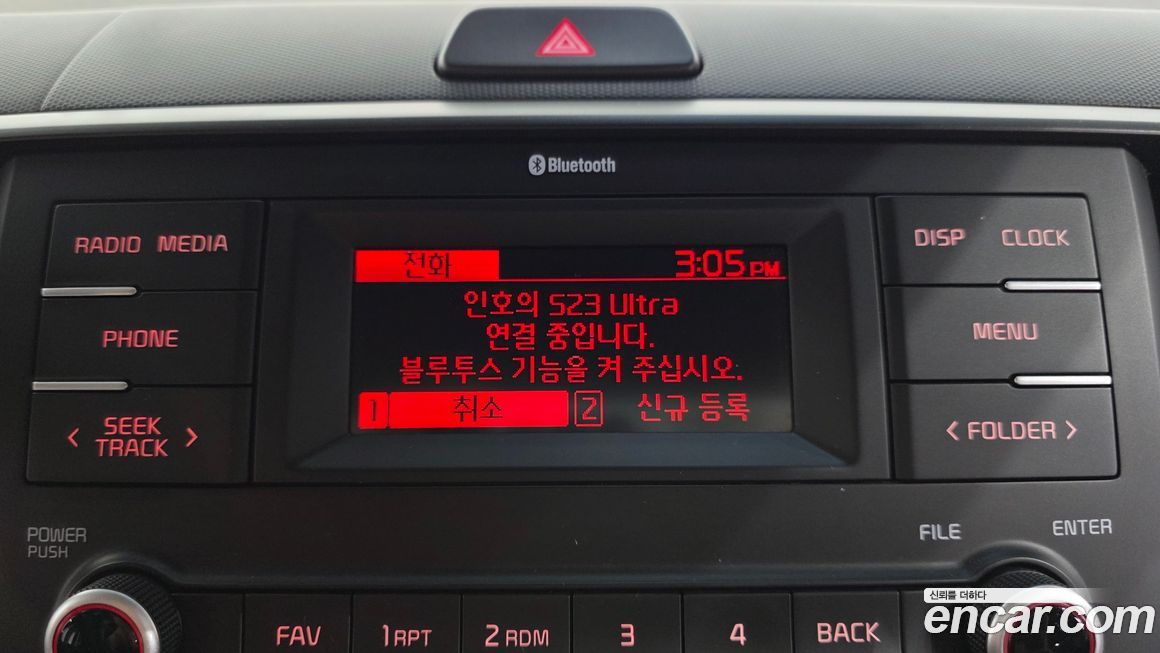 Bluetooth
RADIO MEDIA
DISP CLOCK
전화 3:05 PM
인호의 S23 Ultra
연결 중입니다.
블루투스 기능을 켜 주십시오.
1 취소 2 신규 등록
PHONE
MENU
< SEEK TRACK >
< FOLDER >
POWER
PUSH
FILE
ENTER
FAV
1 RPT
2 RDM
3
4
BACK
신뢰를 더하다
encar.com